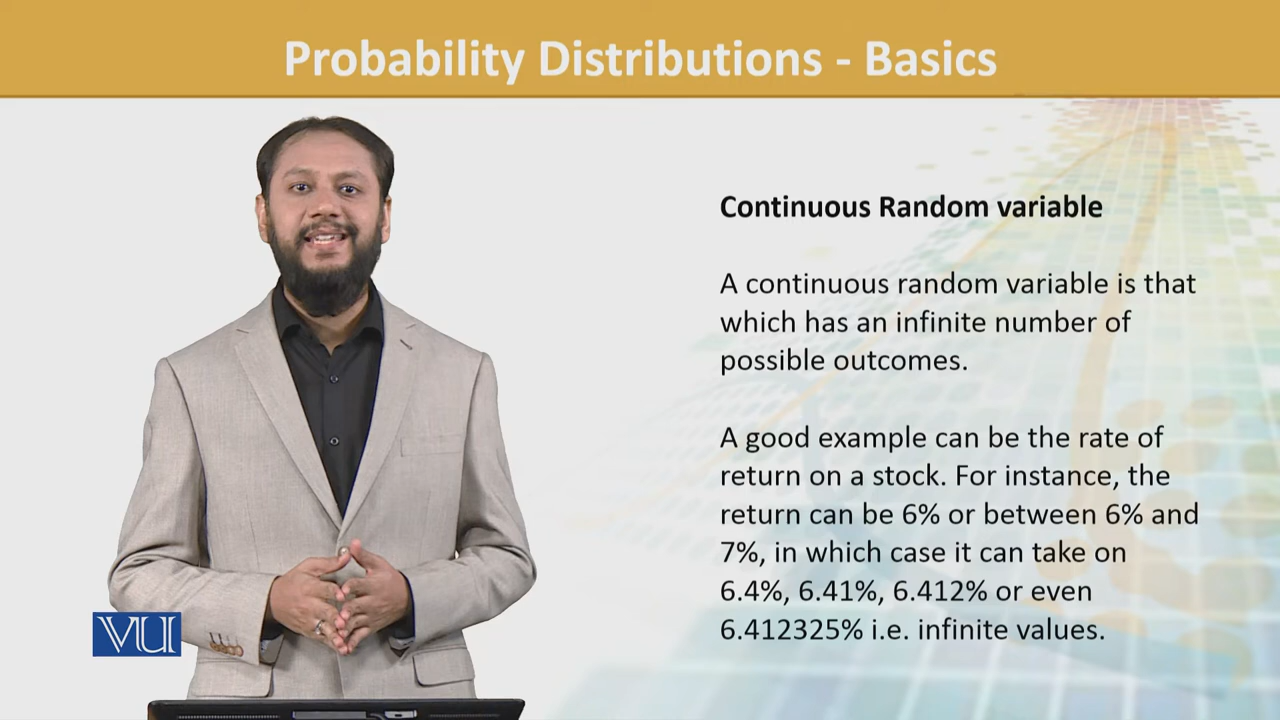 Probability Distributions - Basics
Continuous Random variable
A continuous random variable is that
which has an infinite number of
possible outcomes.
A good example can be the rate of
return on a stock. For instance, the
return can be 6% or between 6% and
7%, in which case it can take on
6.4%, 6.41%, 6.412% or even
6.412325% i.e. infinite values.
VU